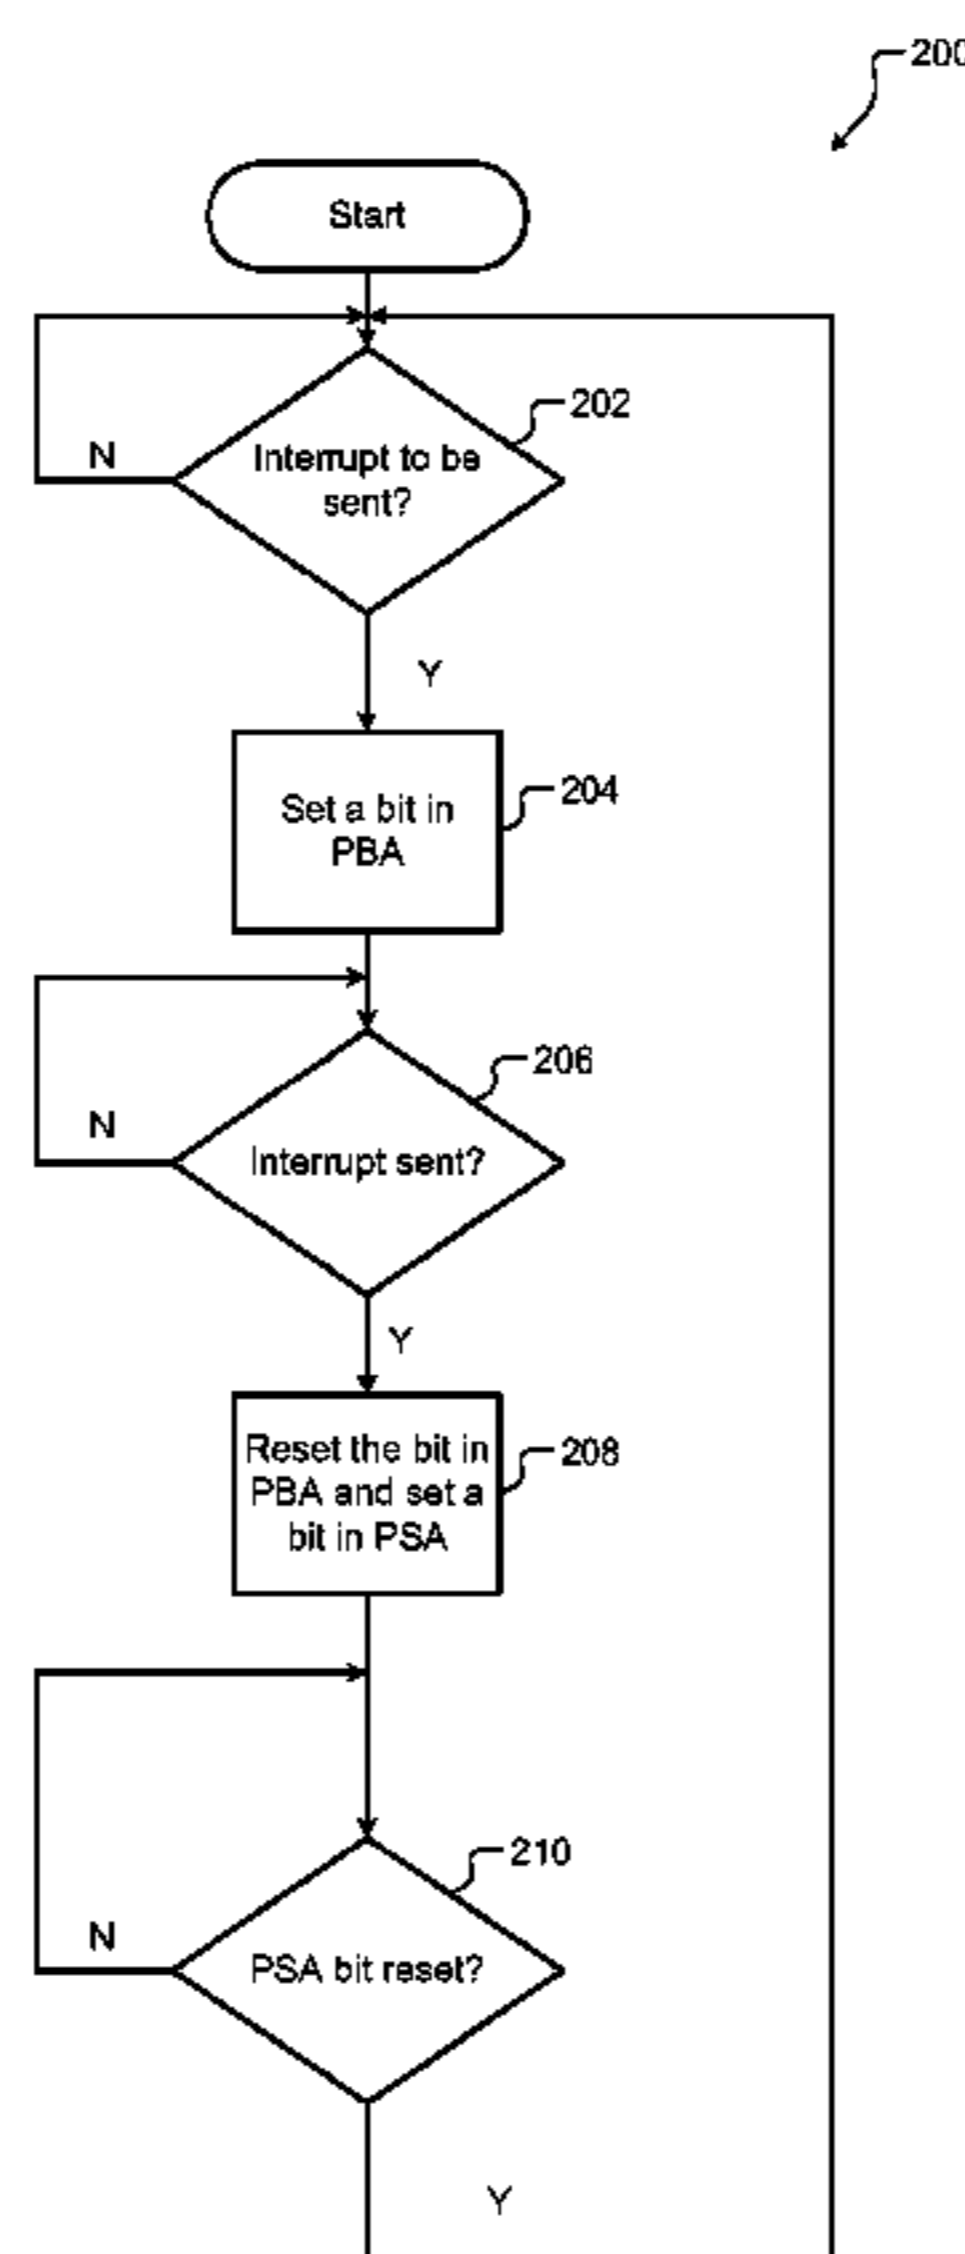 200
Start
202
Interrupt to be
sent?
N
Y
Set a bit in
PBA
204
206
N
Interrupt sent?
Y
Reset the bit in
PBA and set a
bit in PSA
208
210
N
PSA bit reset?
Y